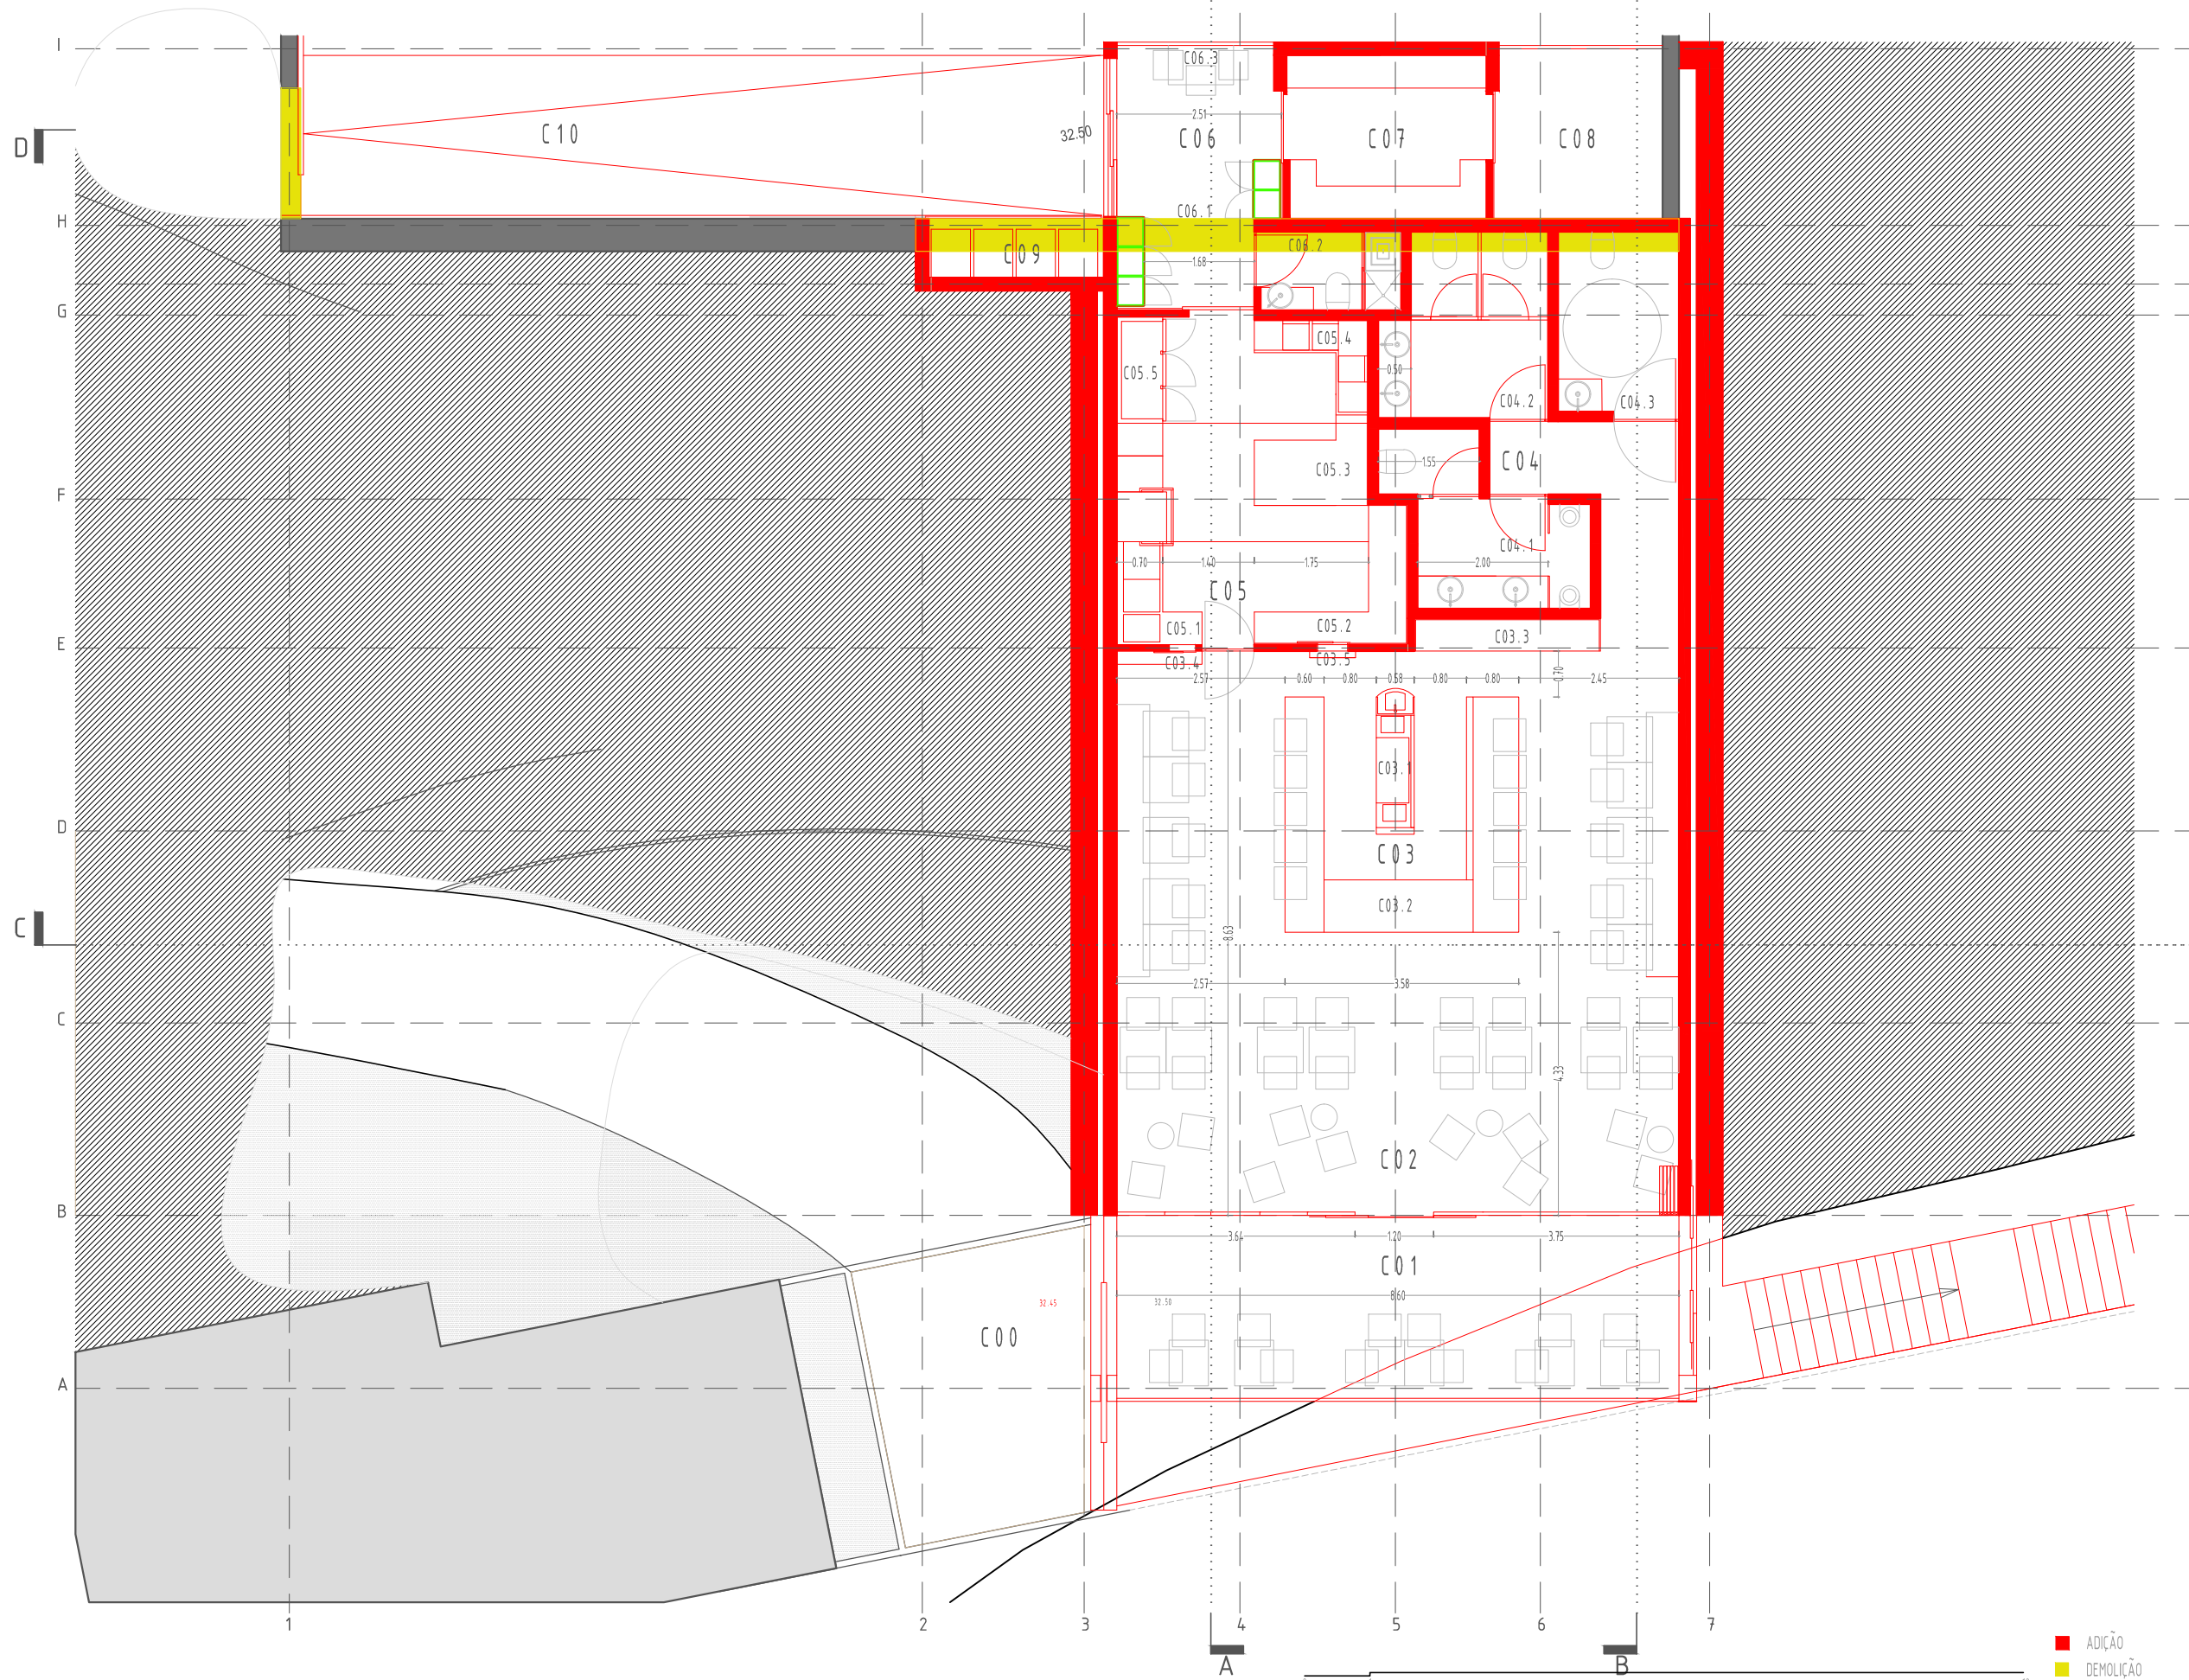 I
C06.3
2.51
D
C10
32.50
C06
C07
C08
H
C06.1
C09
C06.2
1.68
G
C05.4
C05.5
0.50
C04.2
C04.3
C05.3
1.55
C04
F
C04.1
0.70
1.40
1.75
2.00
C05
C05.1
C05.2
C03.3
E
C03.4
C03.5
2.57
0.60
0.80
0.58
0.80
0.80
2.45
0.70
C03.1
D
C03
C03.2
C
8.63
2.57
3.58
C
4.33
C02
B
3.64
1.20
3.75
C01
8.60
32.45
32.50
C00
A
1
2
3
4
5
6
7
A
B
ADIÇÃO
DEMOLIÇÃO